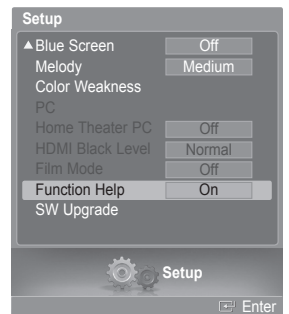 Setup
▲Blue Screen Off
Melody Medium
Color Weakness
PC
Home Theater PC Off
HDMI Black Level Normal
Film Mode Off
Function Help On
SW Upgrade
Setup
Enter